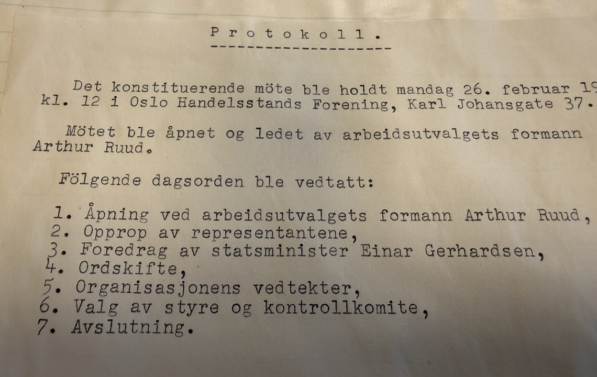 Protokoll.
Det konstituerende möte ble holdt mandag 26. februar 19
kl. 12 i Oslo Handelsstands Forening, Karl Johansgate 37.
Mötet ble åpnet og ledet av arbeidsutvalgets formann
Arthur Ruud.
Fölgende dagsorden ble vedtatt:
1. Åpning ved arbeidsutvalgets formann Arthur Ruud,
2. Opprop av representantene,
3. Foredrag av statsminister Einar Gerhardsen,
4. Ordskifte,
5. Organisasjonens vedtekter,
6. Valg av styre og kontrollkomite,
7. Avslutning.